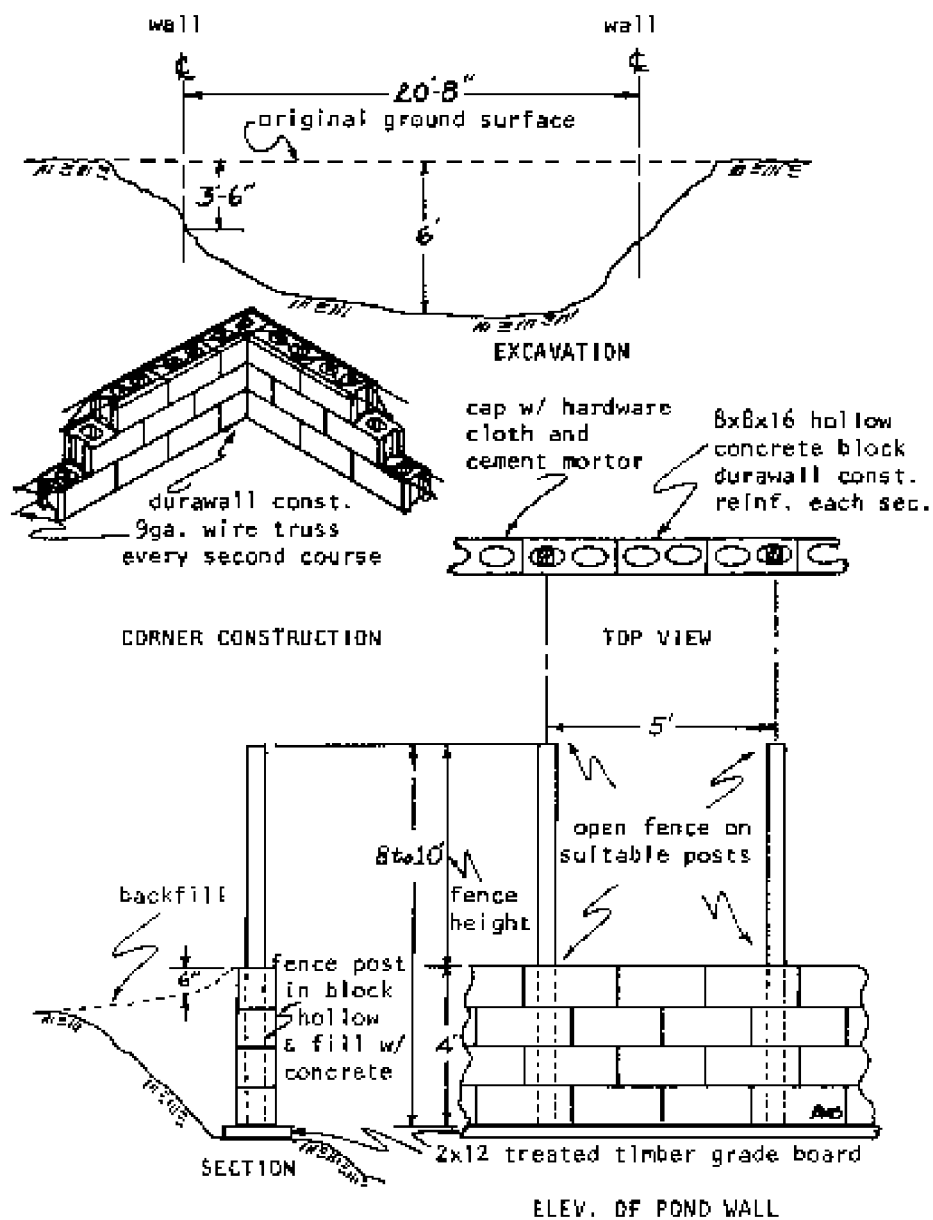 wall wall
℄ ℄
20'-8"
original ground surface
3'-6"
6'
EXCAVATION
cap w/ hardware
cloth and
cement mortor
8x8x16 hollow
concrete block
durawall const.
reinf. each sec.
durawall const.
9ga. wire truss
every second course
CORNER CONSTRUCTION
TOP VIEW
5'
open fence on
suitable posts
8to10'
fence
height
backfill
6"
fence post
in block
hollow
& fill w/
concrete
4'
2x12 treated timber grade board
SECTION
ELEV. OF POND WALL